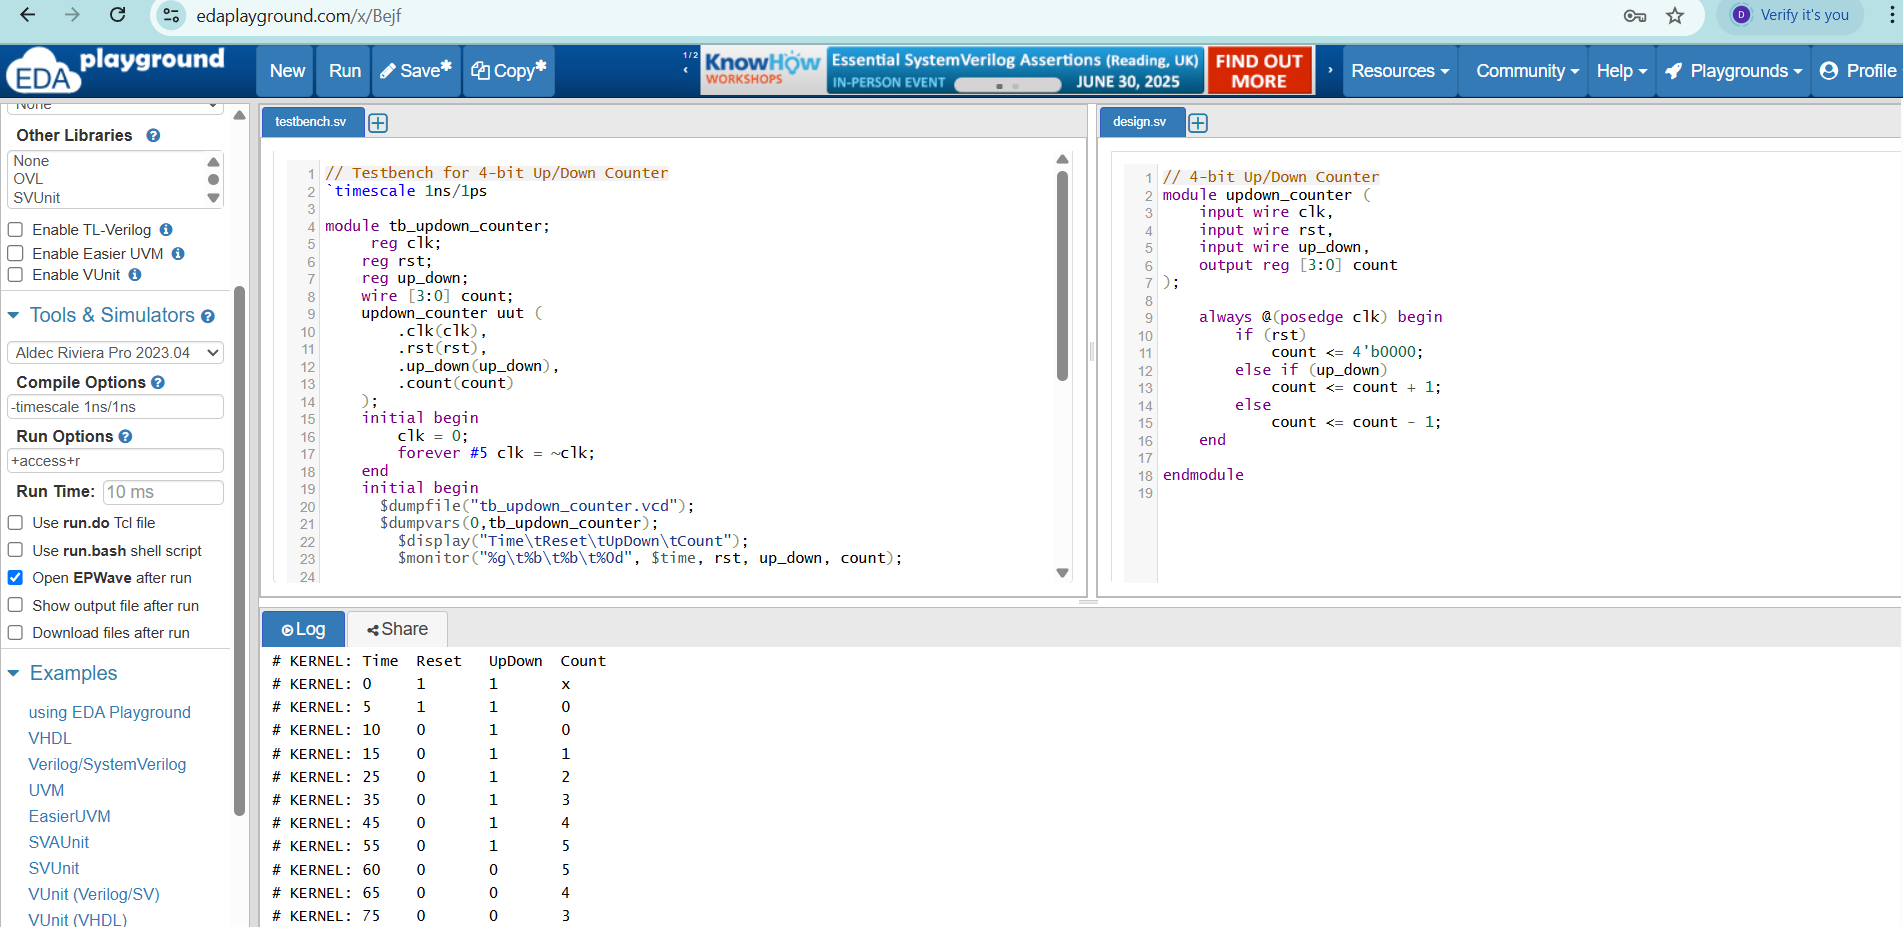 edaplayground.com/x/Bejf
Verify it's you
D
EDA playground
New
Run
Save*
Copy*
1/2
KnowHow
WORKSHOPS
Essential SystemVerilog Assertions (Reading, UK)
IN-PERSON EVENT
JUNE 30, 2025
FIND OUT
MORE
Resources
Community
Help
Playgrounds
Profile
None
Other Libraries
None
OVL
SVUnit
Enable TL-Verilog
Enable Easier UVM
Enable VUnit
Tools & Simulators
Aldec Riviera Pro 2023.04
Compile Options
-timescale 1ns/1ns
Run Options
+access+r
Run Time: 10 ms
Use run.do Tcl file
Use run.bash shell script
Open EPWave after run
Show output file after run
Download files after run
Examples
using EDA Playground
VHDL
Verilog/SystemVerilog
UVM
EasierUVM
SVAUnit
SVUnit
VUnit (Verilog/SV)
VUnit (VHDL)
testbench.sv
1 // Testbench for 4-bit Up/Down Counter
2 `timescale 1ns/1ps
3
4 module tb_updown_counter;
5 reg clk;
6 reg rst;
7 reg up_down;
8 wire [3:0] count;
9 updown_counter uut (
10 .clk(clk),
11 .rst(rst),
12 .up_down(up_down),
13 .count(count)
14 );
15 initial begin
16 clk = 0;
17 forever #5 clk = ~clk;
18 end
19 initial begin
20 $dumpfile("tb_updown_counter.vcd");
21 $dumpvars(0,tb_updown_counter);
22 $display("Time\tReset\tUpDown\tCount");
23 $monitor("%g\t%b\t%b\t%0d", $time, rst, up_down, count);
24
design.sv
1 // 4-bit Up/Down Counter
2 module updown_counter (
3 input wire clk,
4 input wire rst,
5 input wire up_down,
6 output reg [3:0] count
7 );
8
9 always @(posedge clk) begin
10 if (rst)
11 count <= 4'b0000;
12 else if (up_down)
13 count <= count + 1;
14 else
15 count <= count - 1;
16 end
17
18 endmodule
19
Log
Share
# KERNEL: Time Reset UpDown Count
# KERNEL: 0 1 1 x
# KERNEL: 5 1 1 0
# KERNEL: 10 0 1 0
# KERNEL: 15 0 1 1
# KERNEL: 25 0 1 2
# KERNEL: 35 0 1 3
# KERNEL: 45 0 1 4
# KERNEL: 55 0 1 5
# KERNEL: 60 0 0 5
# KERNEL: 65 0 0 4
# KERNEL: 75 0 0 3